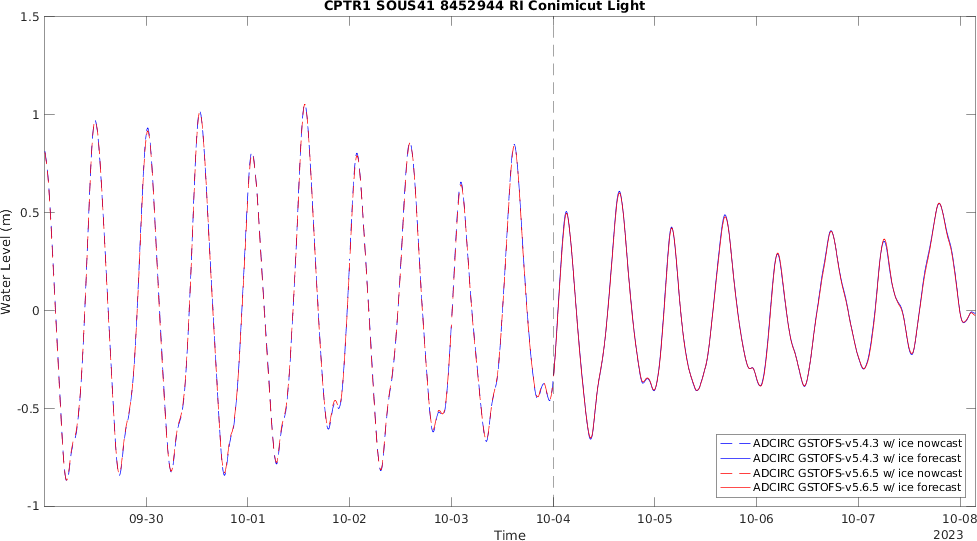 CPTR1 SOUS41 8452944 RI Conimicut Light
1.5
1
0.5
0
-0.5
-1
Water Level (m)
09-30
10-01
10-02
10-03
10-04
10-05
10-06
10-07
10-08
2023
Time
ADCIRC GSTOFS-v5.4.3 w/ ice nowcast
ADCIRC GSTOFS-v5.4.3 w/ ice forecast
ADCIRC GSTOFS-v5.6.5 w/ ice nowcast
ADCIRC GSTOFS-v5.6.5 w/ ice forecast